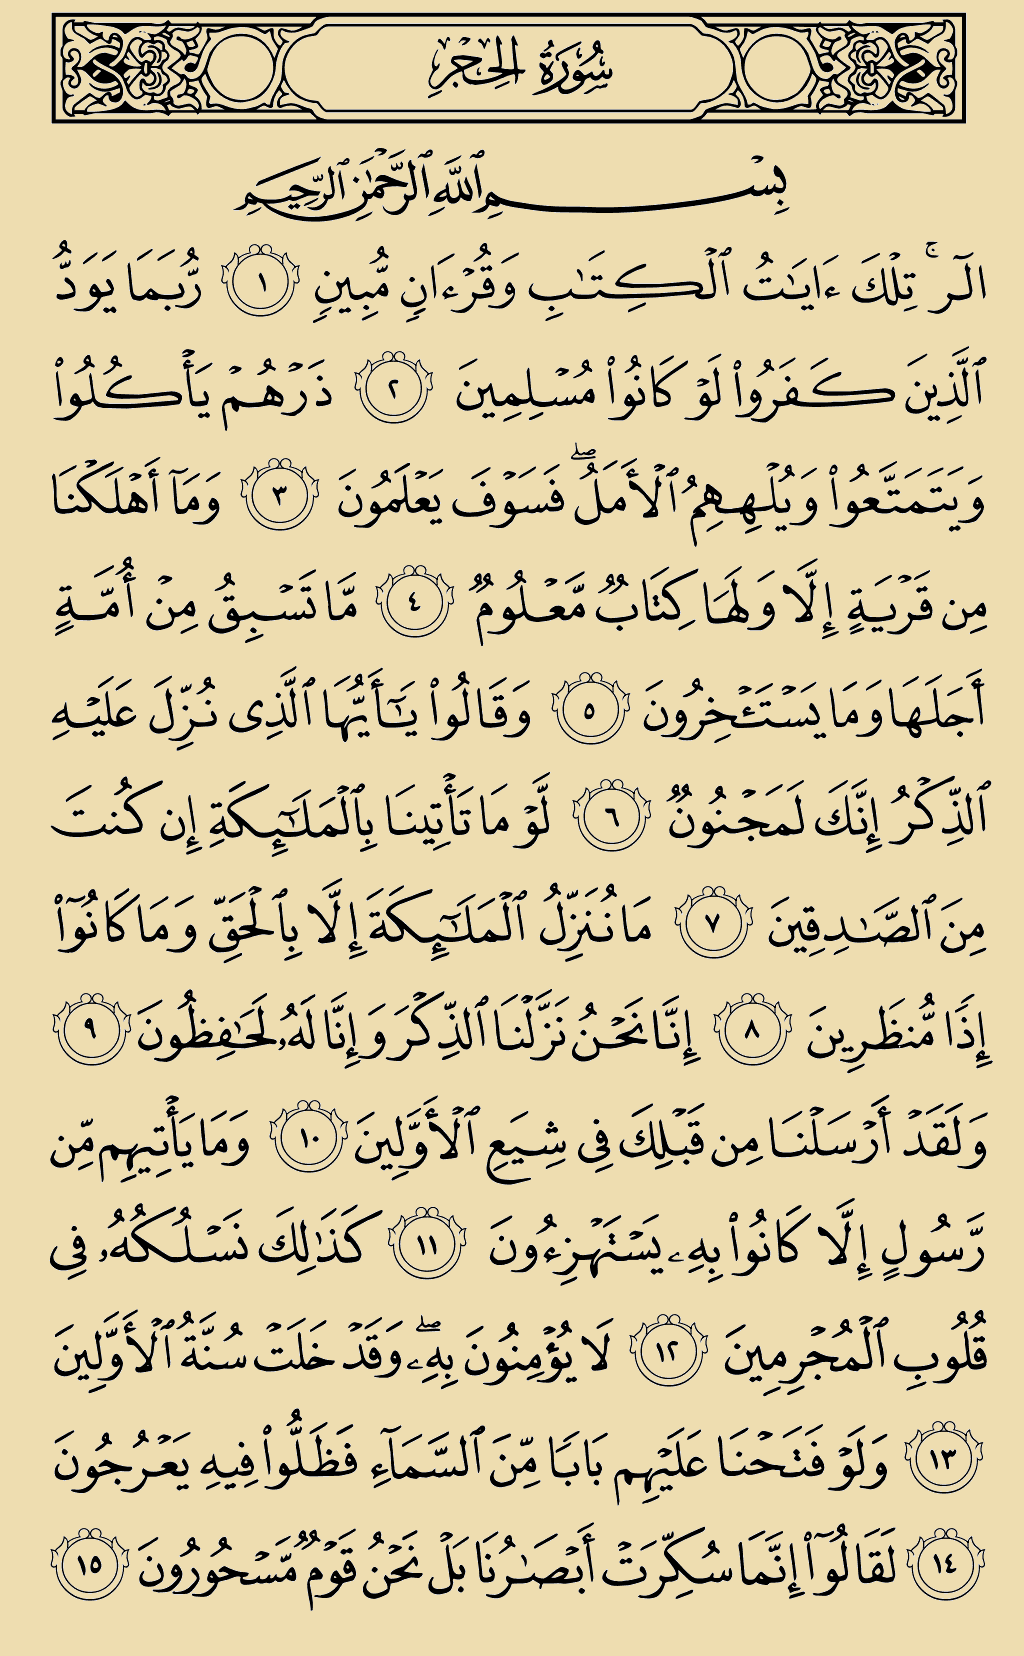 سُورَةُ الحِجْرِ
بِسْمِ ٱللَّهِ ٱلرَّحْمَٰنِ ٱلرَّحِيمِ
الٓرۚ تِلْكَ ءَايَٰتُ ٱلْكِتَٰبِ وَقُرْءَانٍ مُّبِينٍ ١ رُّبَمَا يَوَدُّ
ٱلَّذِينَ كَفَرُوا۟ لَوْ كَانُوا۟ مُسْلِمِينَ ٢ ذَرْهُمْ يَأْكُلُوا۟
وَيَتَمَتَّعُوا۟ وَيُلْهِهِمُ ٱلْأَمَلُۖ فَسَوْفَ يَعْلَمُونَ ٣ وَمَآ أَهْلَكْنَا
مِن قَرْيَةٍ إِلَّا وَلَهَا كِتَابٌ مَّعْلُومٌ ٤ مَّا تَسْبِقُ مِنْ أُمَّةٍ
أَجَلَهَا وَمَا يَسْتَـْٔخِرُونَ ٥ وَقَالُوا۟ يَٰٓأَيُّهَا ٱلَّذِى نُزِّلَ عَلَيْهِ
ٱلذِّكْرُ إِنَّكَ لَمَجْنُونٌ ٦ لَّوْ مَا تَأْتِينَا بِٱلْمَلَٰٓئِكَةِ إِن كُنتَ
مِنَ ٱلصَّٰدِقِينَ ٧ مَا نُنَزِّلُ ٱلْمَلَٰٓئِكَةَ إِلَّا بِٱلْحَقِّ وَمَا كَانُوٓا۟
إِذًا مُّنظَرِينَ ٨ إِنَّا نَحْنُ نَزَّلْنَا ٱلذِّكْرَ وَإِنَّا لَهُۥ لَحَٰفِظُونَ ٩
وَلَقَدْ أَرْسَلْنَا مِن قَبْلِكَ فِى شِيَعِ ٱلْأَوَّلِينَ ١٠ وَمَا يَأْتِيهِم مِّن
رَّسُولٍ إِلَّا كَانُوا۟ بِهِۦ يَسْتَهْزِءُونَ ١١ كَذَٰلِكَ نَسْلُكُهُۥ فِى
قُلُوبِ ٱلْمُجْرِمِينَ ١٢ لَا يُؤْمِنُونَ بِهِۦۖ وَقَدْ خَلَتْ سُنَّةُ ٱلْأَوَّلِينَ
١٣ وَلَوْ فَتَحْنَا عَلَيْهِم بَابًا مِّنَ ٱلسَّمَآءِ فَظَلُّوا۟ فِيهِ يَعْرُجُونَ
١٤ لَقَالُوٓا۟ إِنَّمَا سُكِّرَتْ أَبْصَٰرُنَا بَلْ نَحْنُ قَوْمٌ مَّسْحُورُونَ ١٥